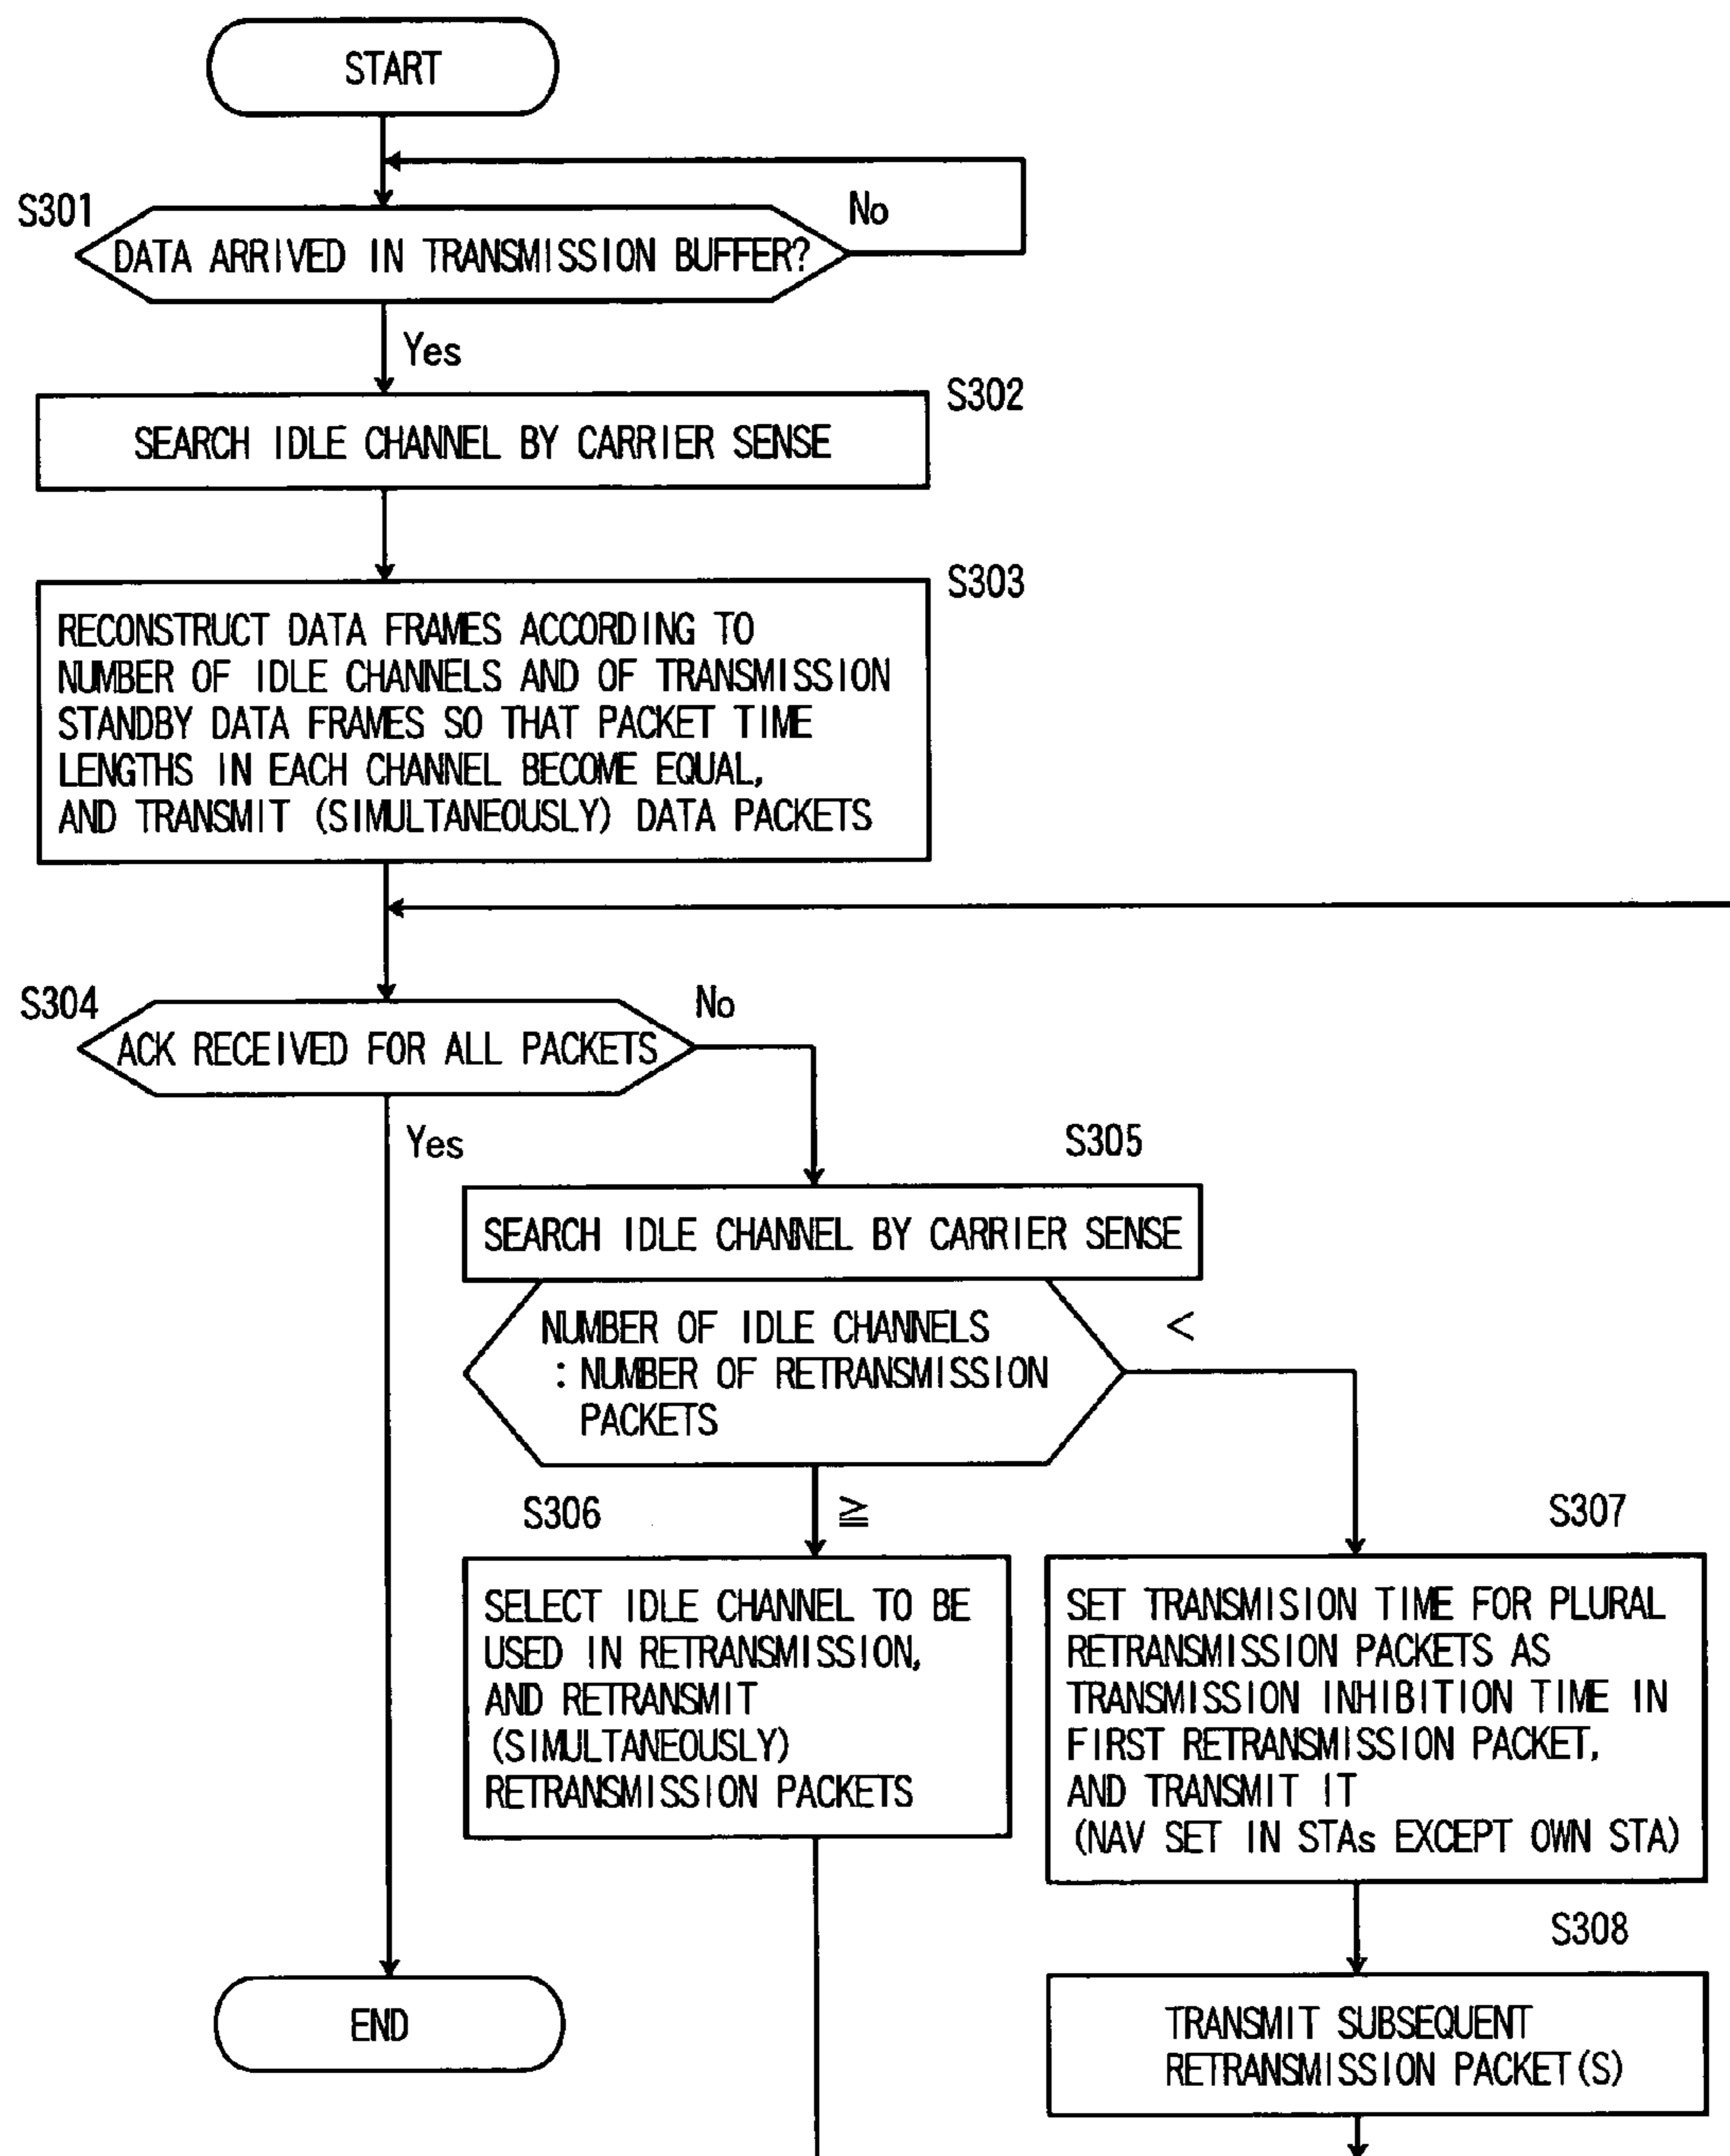 START
S301
No
DATA ARRIVED IN TRANSMISSION BUFFER?
Yes
S302
SEARCH IDLE CHANNEL BY CARRIER SENSE
S303
RECONSTRUCT DATA FRAMES ACCORDING TO
NUMBER OF IDLE CHANNELS AND OF TRANSMISSION
STANDBY DATA FRAMES SO THAT PACKET TIME
LENGTHS IN EACH CHANNEL BECOME EQUAL,
AND TRANSMIT (SIMULTANEOUSLY) DATA PACKETS
S304
No
ACK RECEIVED FOR ALL PACKETS
Yes
S305
SEARCH IDLE CHANNEL BY CARRIER SENSE
NUMBER OF IDLE CHANNELS
: NUMBER OF RETRANSMISSION
PACKETS
<
S306
≧
SELECT IDLE CHANNEL TO BE
USED IN RETRANSMISSION,
AND RETRANSMIT
(SIMULTANEOUSLY)
RETRANSMISSION PACKETS
S307
SET TRANSMISION TIME FOR PLURAL
RETRANSMISSION PACKETS AS
TRANSMISSION INHIBITION TIME IN
FIRST RETRANSMISSION PACKET,
AND TRANSMIT IT
(NAV SET IN STAs EXCEPT OWN STA)
S308
TRANSMIT SUBSEQUENT
RETRANSMISSION PACKET(S)
END